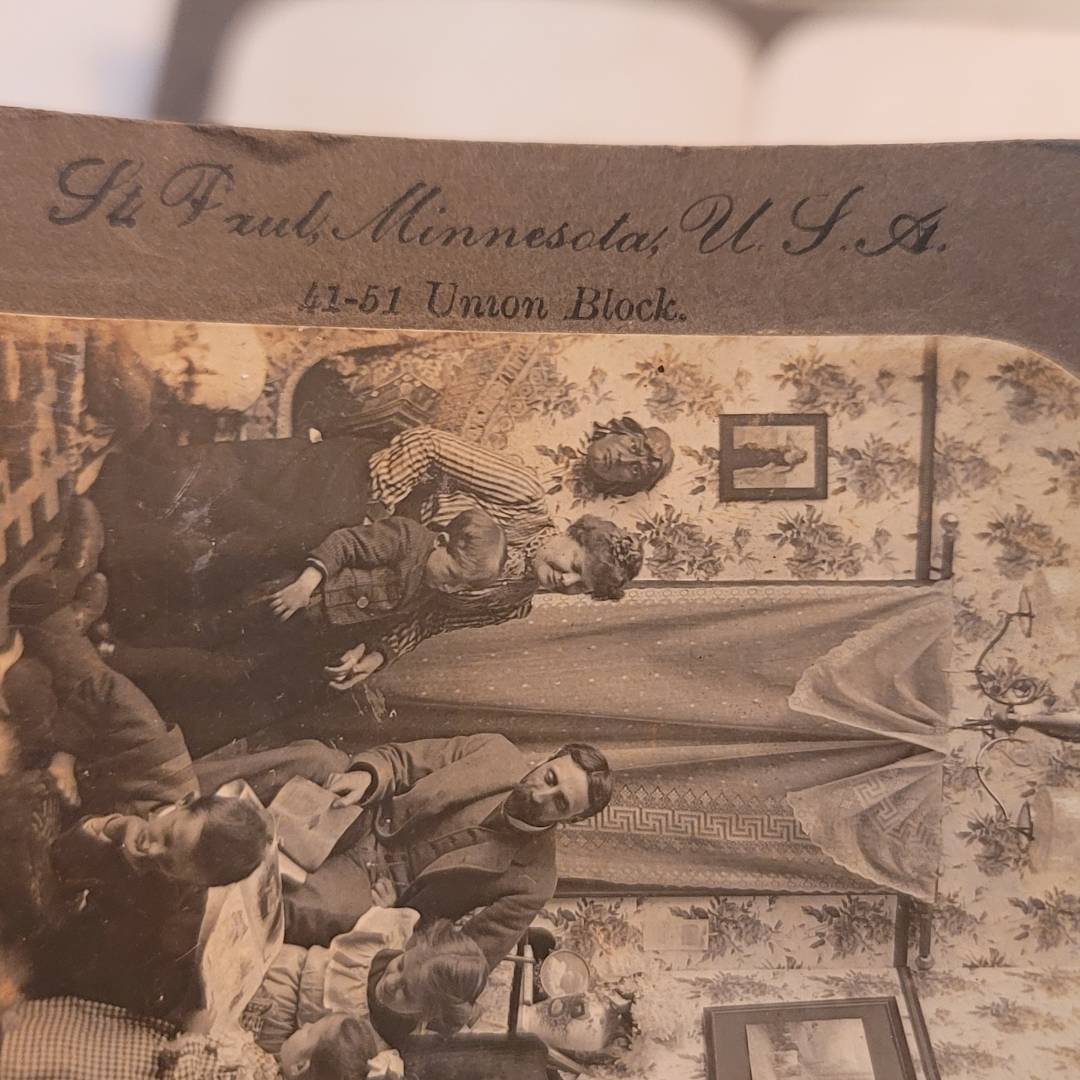 St. Paul, Minnesota, U.S.A.
41-51 Union Block.